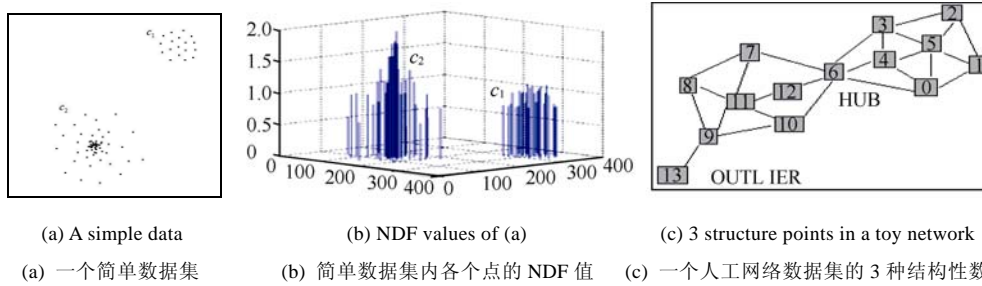 c₁
c₂
2.0
1.5
1.0
0.5
0
c₂
c₁
0
100
200
300
400
0
100
200
300
400
2
3
5
4
1
0
6
HUB
7
8
11
12
10
9
13
OUTL IER
(a) A simple data
(b) NDF values of (a)
(c) 3 structure points in a toy network
(a) 一个简单数据集
(b) 简单数据集内各个点的 NDF 值
(c) 一个人工网络数据集的 3 种结构性数